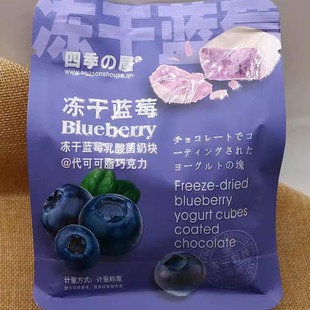 冻干蓝莓
四季の厚
冻干蓝莓
Blueberry
冻干蓝莓乳酸菌奶块
@代可可脂巧克力
チョコレートでコ
ーティングされた
ヨーグルトの塊
Freeze-dried
blueberry
yogurt cubes
coated
chocolate
计量方式：计量称重